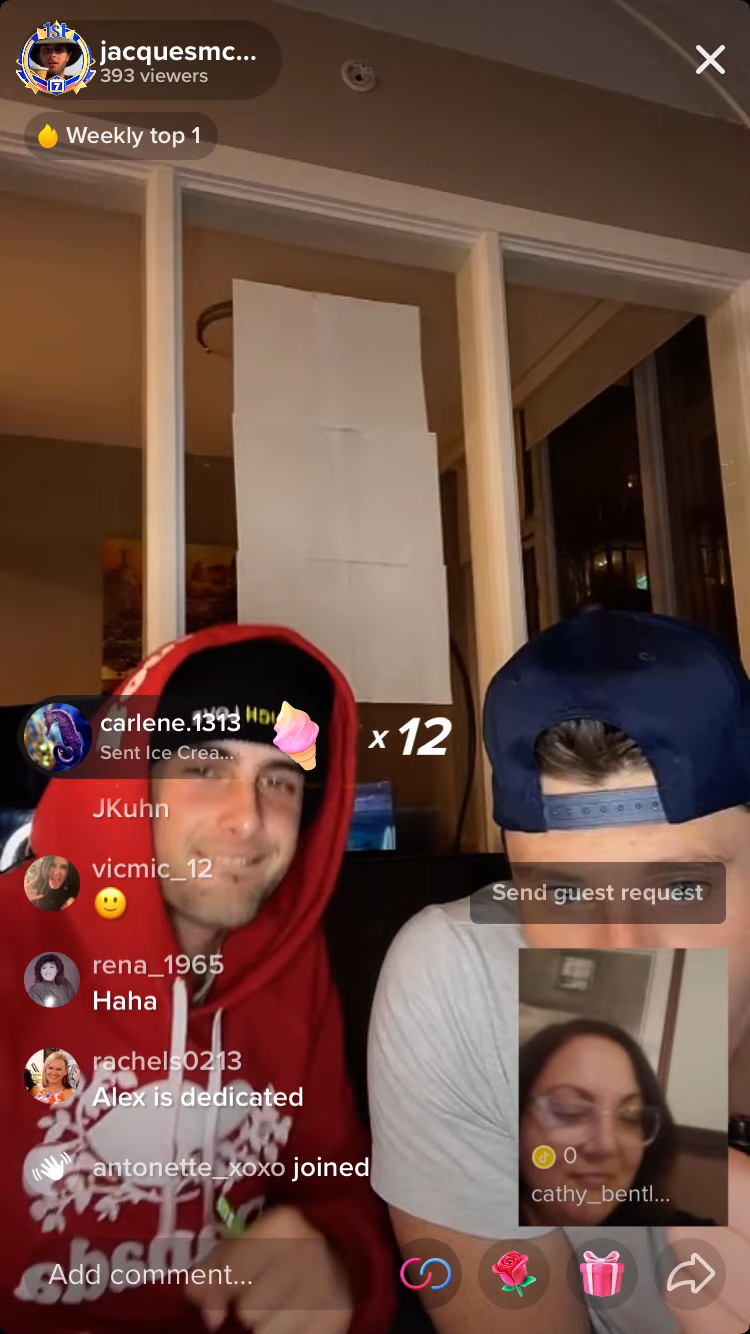 jacquesmc...
393 viewers
Weekly top 1
carlene.1313
Sent Ice Crea...
x 12
JKuhn
vicmic_12
🙂
rena_1965
Haha
rachels0213
Alex is dedicated
antonette_xoxo joined
Send guest request
0
cathy_bentl...
Add comment...